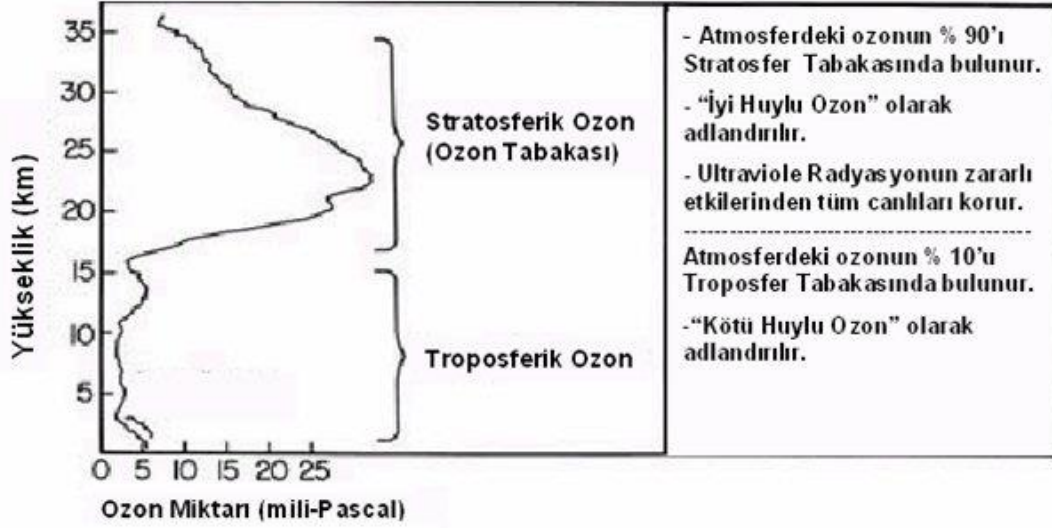 35
30
25
20
15
10
5
Yükseklik (km)
0 5 10 15 20 25
Ozon Miktarı (mili-Pascal)
Stratosferik Ozon
(Ozon Tabakası)
Troposferik Ozon
- Atmosferdeki ozonun % 90'ı
Stratosfer Tabakasında bulunur.
- “İyi Huylu Ozon” olarak
adlandırılır.
- Ultraviole Radyasyonun zararlı
etkilerinden tüm canlıları korur.
Atmosferdeki ozonun % 10'u
Troposfer Tabakasında bulunur.
-“Kötü Huylu Ozon” olarak
adlandırılır.